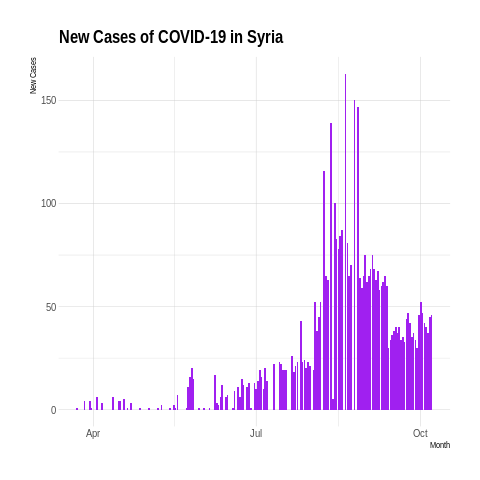 New Cases of COVID-19 in Syria
New Cases
150
100
50
0
Apr
Jul
Oct
Month